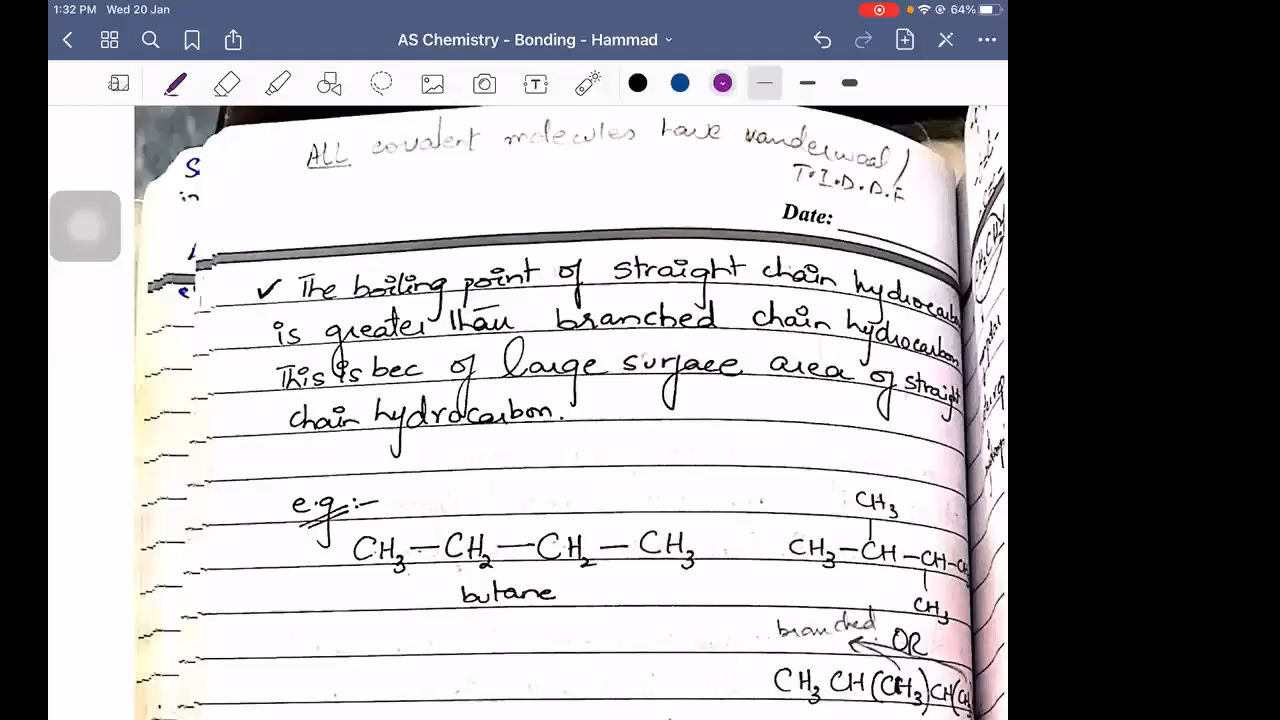 1:32 PM Wed 20 Jan
64%
AS Chemistry - Bonding - Hammad
ALL covalent molecules have vanderwaal!
T.I.D.D.F
Date:
✓ The boiling point of straight chain hydrocarbon
is greater than branched chain hydrocarbon
This is bec of large surface area of straight
chain hydrocarbon.
e.g:-
CH3
CH3—CH2—CH2—CH3
CH3—CH—CH—
CH3
butane
branched
OR
CH3 CH(CH3)CH(